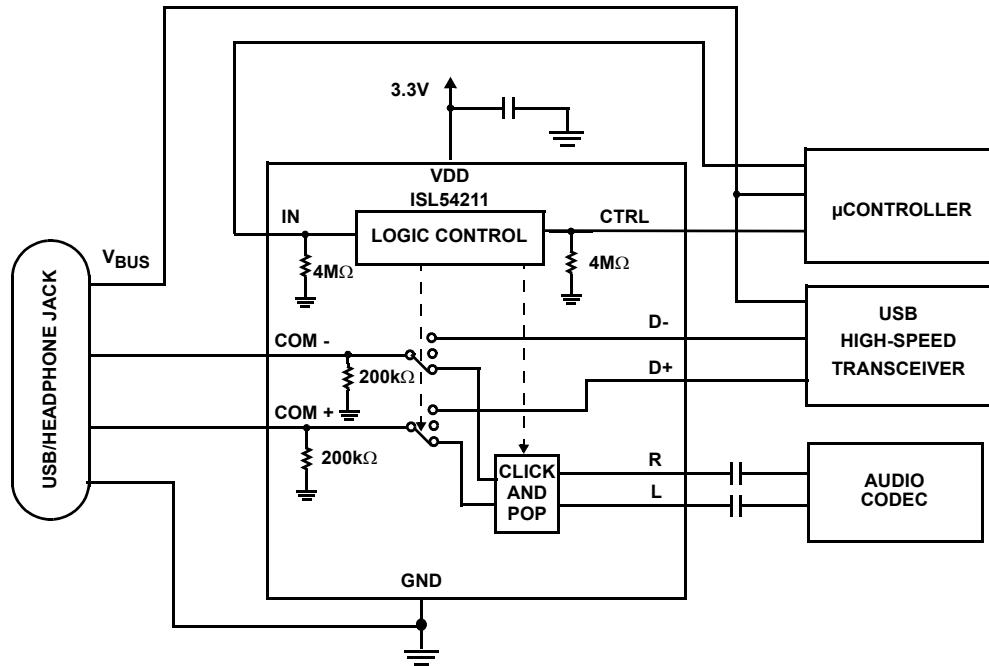 3.3V
VDD
ISL54211
IN
LOGIC CONTROL
CTRL
µCONTROLLER
4MΩ
4MΩ
VBUS
USB/HEADPHONE JACK
COM -
200kΩ
COM +
200kΩ
D-
D+
USB
HIGH-SPEED
TRANSCEIVER
CLICK
AND
POP
R
L
AUDIO
CODEC
GND